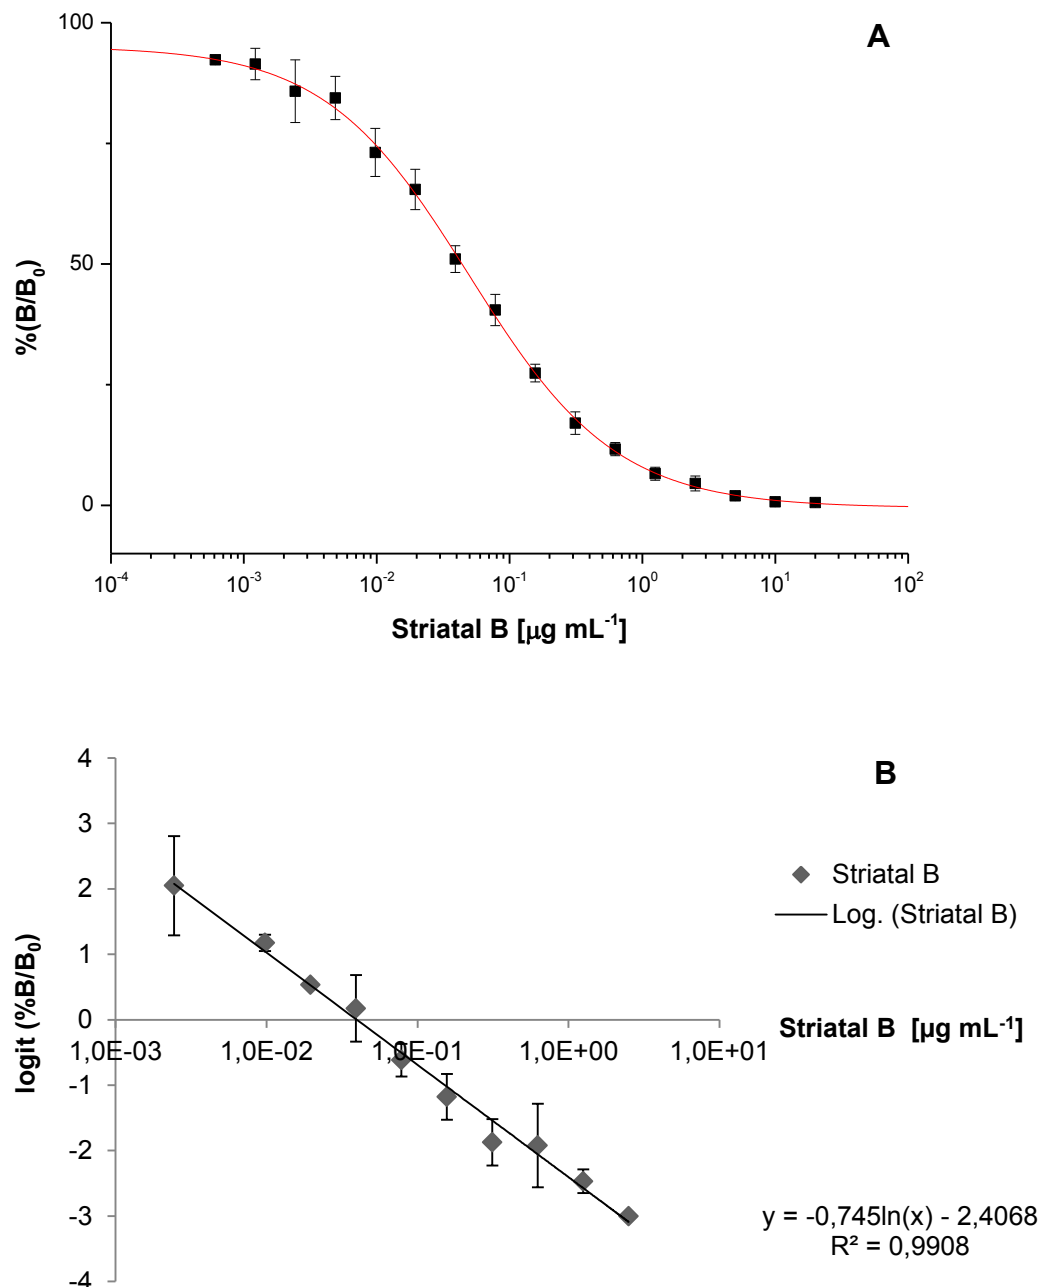 A
100
50
0
%(B/B₀)
10⁻⁴ 10⁻³ 10⁻² 10⁻¹ 10⁰ 10¹ 10²
Striatal B [μg mL⁻¹]
B
4
3
2
1
0
-1
-2
-3
-4
logit (%B/B₀)
1,0E-03 1,0E-02 1,0E-01 1,0E+00 1,0E+01
Striatal B
Log. (Striatal B)
Striatal B [µg mL⁻¹]
y = -0,745ln(x) - 2,4068
R² = 0,9908